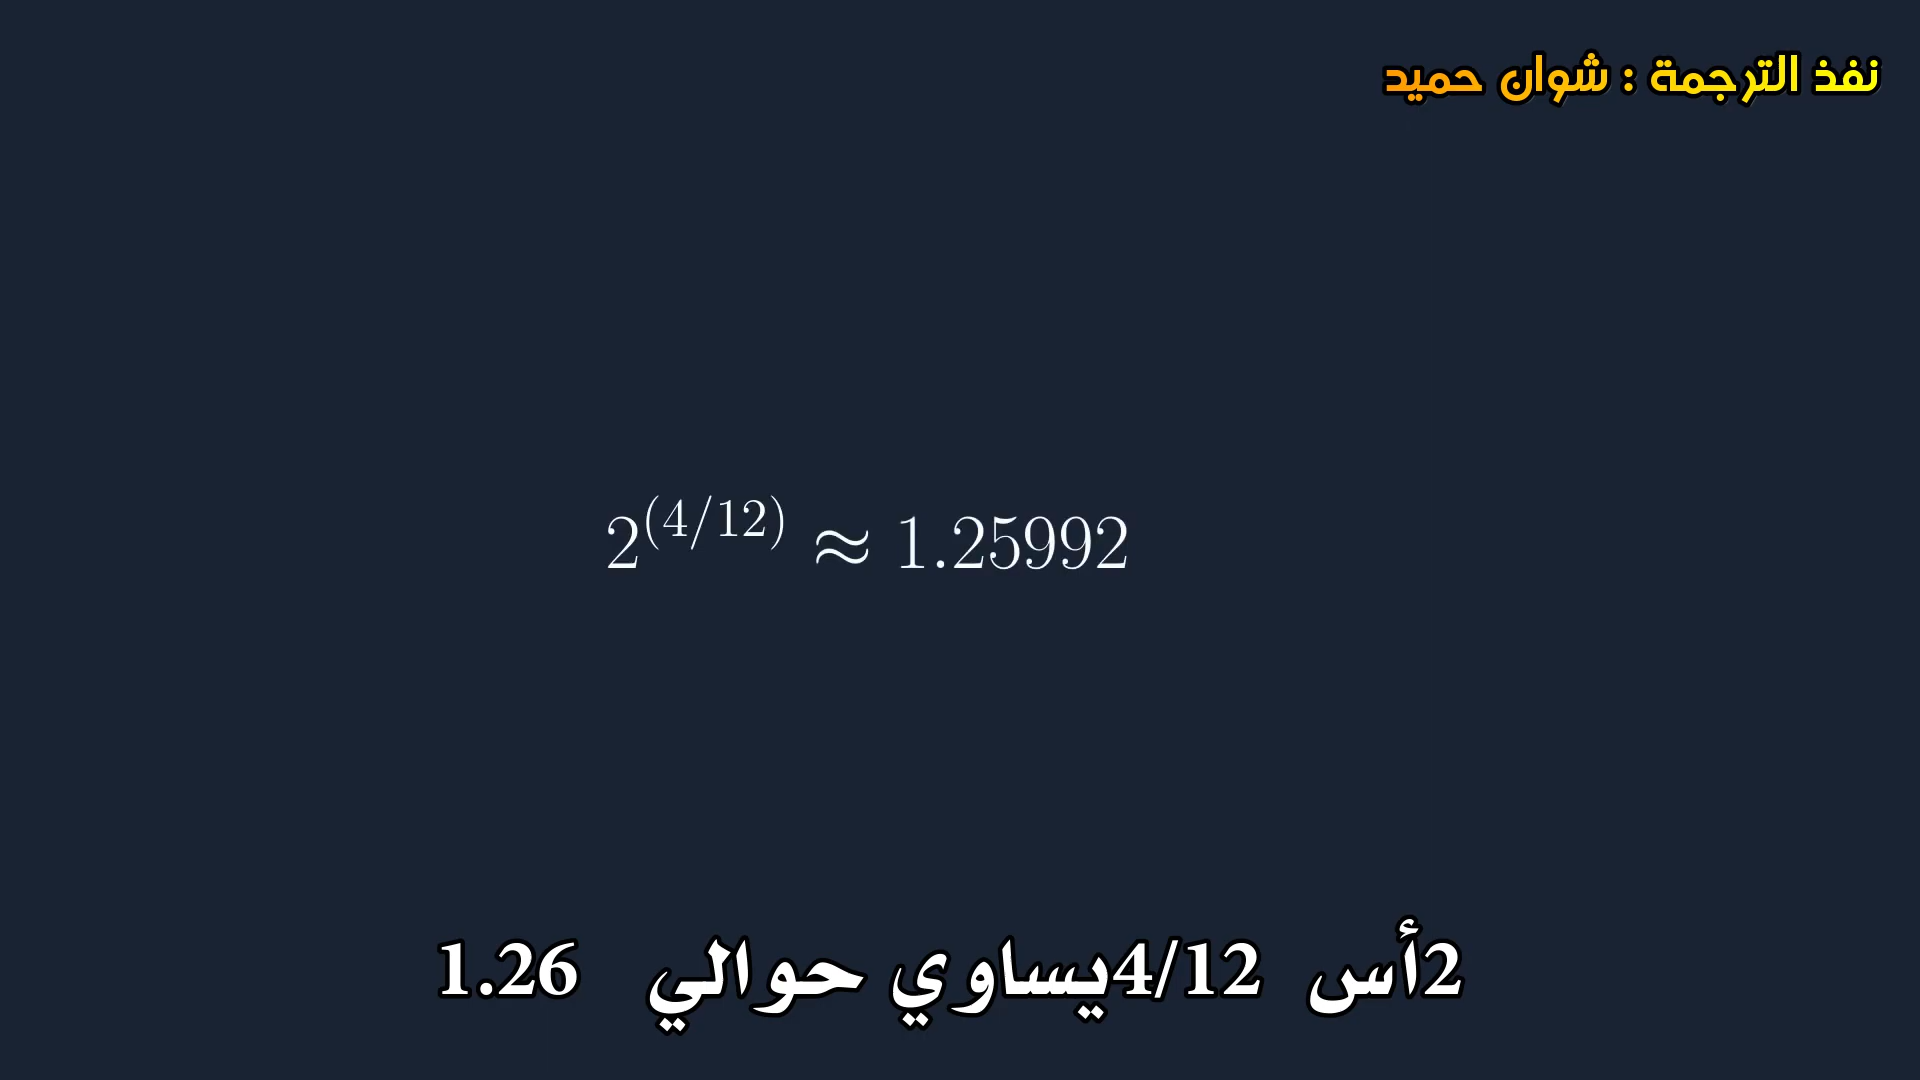 نفذ الترجمة : شوان حميد
2^(4/12) ≈ 1.25992
2أس 4/12يساوي حوالي 1.26